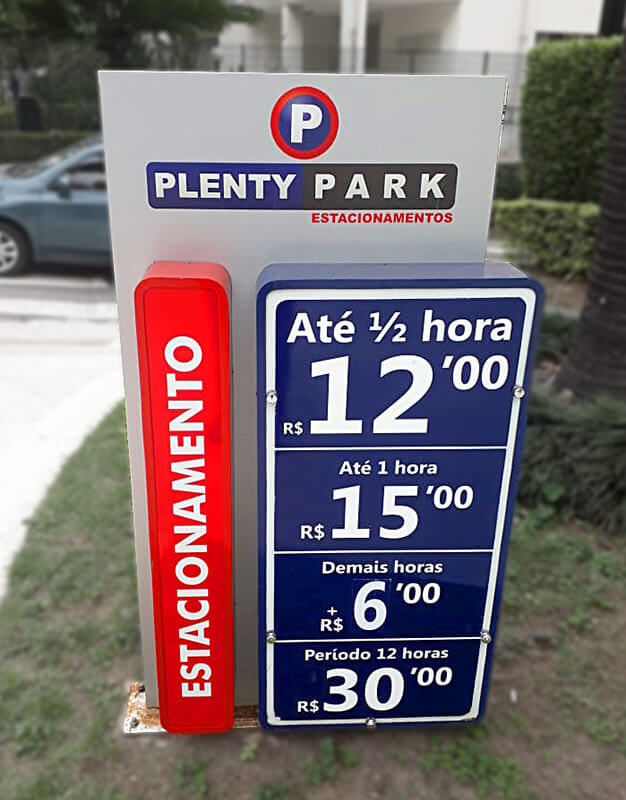 P
PLENTY PARK
ESTACIONAMENTOS
ESTACIONAMENTO
Até ½ hora
R$ 12'00
Até 1 hora
R$ 15'00
Demais horas
+ R$ 6'00
Período 12 horas
R$ 30'00